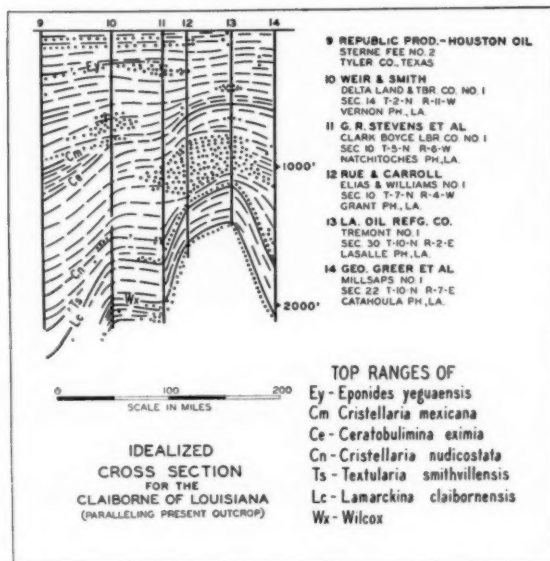 9 10 11 12 13 14
Ey
Cm
Ce
Cn
Ts
Lc
Wx
1000'
2000'
9 REPUBLIC PROD.-HOUSTON OIL
STERNE FEE NO. 2
TYLER CO., TEXAS
10 WEIR & SMITH
DELTA LAND & TBR CO. NO. 1
SEC. 14 T-2-N R-11-W
VERNON PH., LA.
11 G. R. STEVENS ET AL
CLARK BOYCE LBR CO. NO. 1
SEC 10 T-5-N R-6-W
NATCHITOCHES PH, LA.
12 RUE & CARROLL
ELIAS & WILLIAMS NO. 1
SEC 10 T-7-N R-4-W
GRANT PH., LA.
13 LA. OIL REFG. CO.
TREMONT NO. 1
SEC. 30 T-10-N R-2-E
LASALLE PH., LA.
14 GEO. GREER ET AL
MILLSAPS NO. 1
SEC 22 T-10-N R-7-E
CATAHOULA PH., LA.
0 100 200
SCALE IN MILES
IDEALIZED
CROSS SECTION
FOR THE
CLAIBORNE OF LOUISIANA
(PARALLELING PRESENT OUTCROP)
TOP RANGES OF
Ey - Eponides yeguaensis
Cm Cristellaria mexicana
Ce - Ceratobulimina eximia
Cn - Cristellaria nudicostata
Ts - Textularia smithvillensis
Lc - Lamarckina claibornensis
Wx - Wilcox